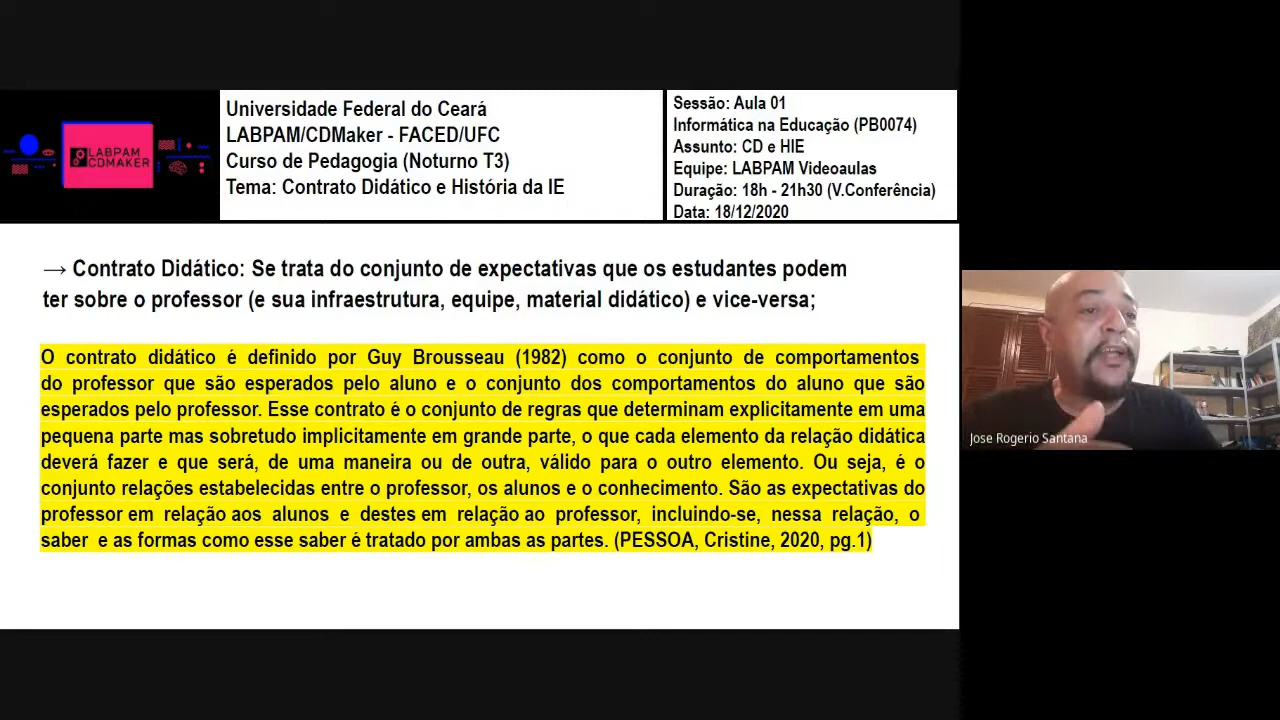 LABPAM
CDMAKER
Universidade Federal do Ceará
LABPAM/CDMaker - FACED/UFC
Curso de Pedagogia (Noturno T3)
Tema: Contrato Didático e História da IE
Sessão: Aula 01
Informática na Educação (PB0074)
Assunto: CD e HIE
Equipe: LABPAM Videoaulas
Duração: 18h - 21h30 (V.Conferência)
Data: 18/12/2020
→ Contrato Didático: Se trata do conjunto de expectativas que os estudantes podem
ter sobre o professor (e sua infraestrutura, equipe, material didático) e vice-versa;
O contrato didático é definido por Guy Brousseau (1982) como o conjunto de comportamentos
do professor que são esperados pelo aluno e o conjunto dos comportamentos do aluno que são
esperados pelo professor. Esse contrato é o conjunto de regras que determinam explicitamente em uma
pequena parte mas sobretudo implicitamente em grande parte, o que cada elemento da relação didática
deverá fazer e que será, de uma maneira ou de outra, válido para o outro elemento. Ou seja, é o
conjunto relações estabelecidas entre o professor, os alunos e o conhecimento. São as expectativas do
professor em relação aos alunos e destes em relação ao professor, incluindo-se, nessa relação, o
saber e as formas como esse saber é tratado por ambas as partes. (PESSOA, Cristine, 2020, pg.1)
Jose Rogerio Santana